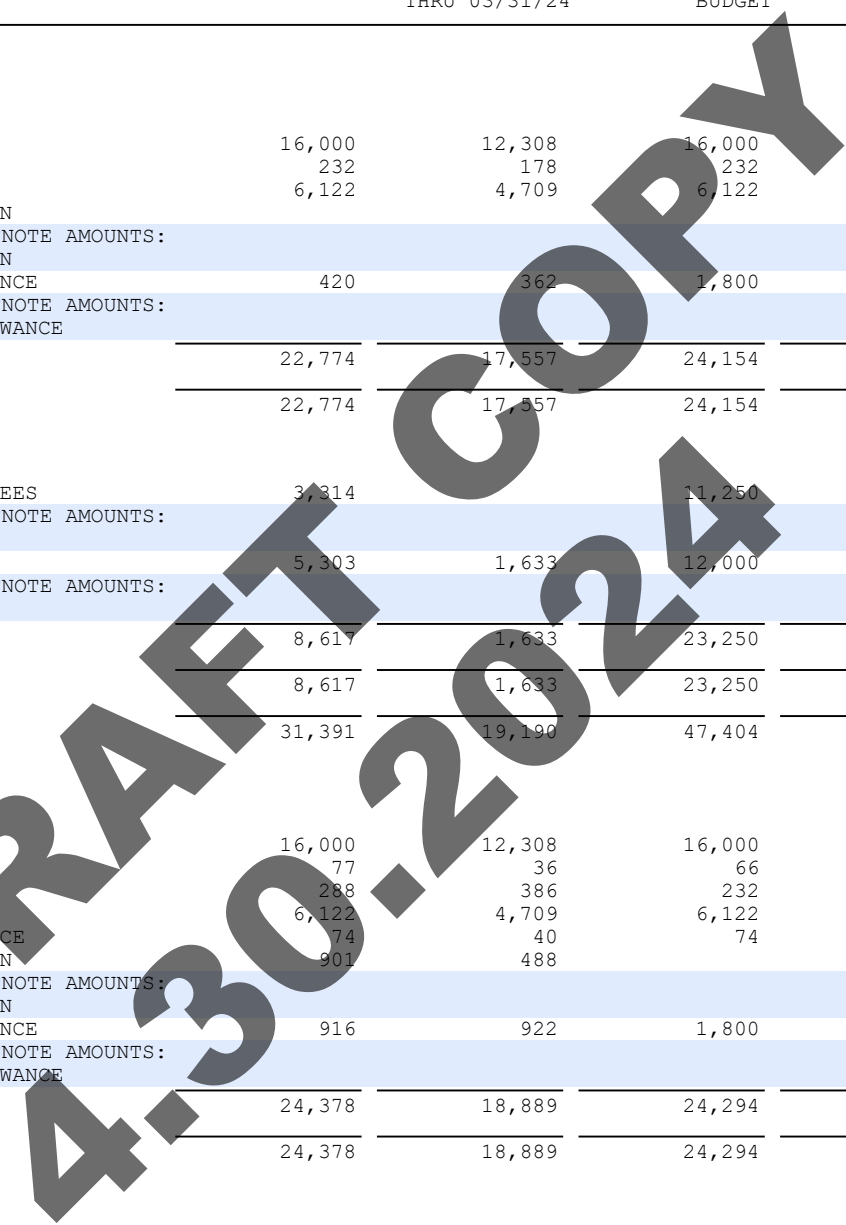 THRU 03/31/24 BUDGET
16,000 12,308 16,000
232 178 232
6,122 4,709 6,122
N
NOTE AMOUNTS:
N
NCE 420 362 1,800
NOTE AMOUNTS:
WANCE
22,774 17,557 24,154
22,774 17,557 24,154
EES 3,314 11,250
NOTE AMOUNTS:
5,303 1,633 12,000
NOTE AMOUNTS:
8,617 1,633 23,250
8,617 1,633 23,250
31,391 19,190 47,404
16,000 12,308 16,000
77 36 66
288 386 232
6,122 4,709 6,122
CE 74 40 74
N 901 488
NOTE AMOUNTS:
N
NCE 916 922 1,800
NOTE AMOUNTS:
WANCE
24,378 18,889 24,294
24,378 18,889 24,294
RAFT COPY
4.30.2024